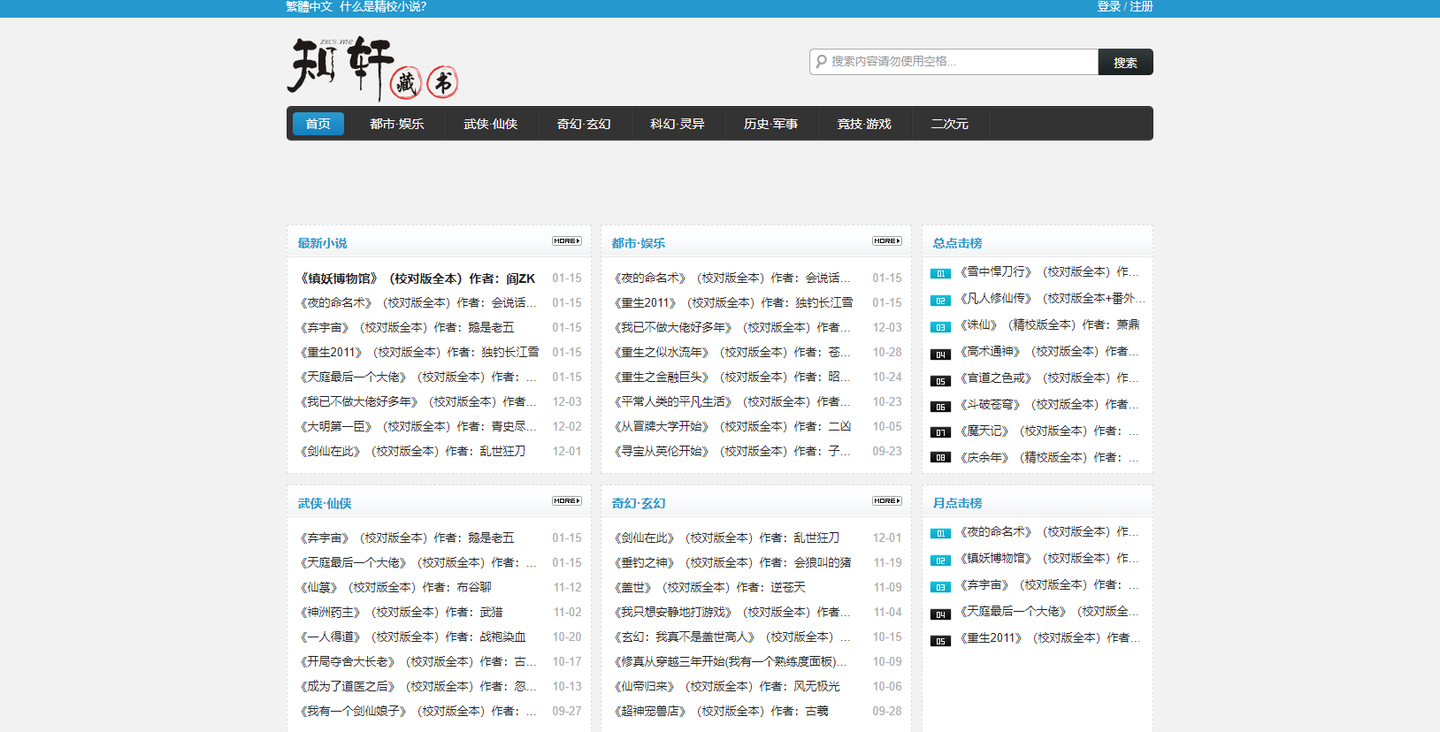 繁體中文 什么是精校小说?
登录 / 注册
zxcs.me
知轩藏书
搜索内容请勿使用空格... 搜索
首页 都市·娱乐 武侠·仙侠 奇幻·玄幻 科幻·灵异 历史·军事 竟技·游戏 二次元
最新小说 MORE
《镇妖博物馆》（校对版全本）作者：阎ZK 01-15
《夜的命名术》（校对版全本）作者：会说话... 01-15
《弃宇宙》（校对版全本）作者：鹅是老五 01-15
《重生2011》（校对版全本）作者：独钓长江雪 01-15
《天庭最后一个大佬》（校对版全本）作者：... 01-15
《我已不做大佬好多年》（校对版全本）作者... 12-03
《大明第一臣》（校对版全本）作者：青史尽... 12-02
《剑仙在此》（校对版全本）作者：乱世狂刀 12-01
都市·娱乐 MORE
《夜的命名术》（校对版全本）作者：会说话... 01-15
《重生2011》（校对版全本）作者：独钓长江雪 01-15
《我已不做大佬好多年》（校对版全本）作者... 12-03
《重生之似水流年》（校对版全本）作者：苍... 10-28
《重生之金融巨头》（校对版全本）作者：昭... 10-24
《平常人类的平凡生活》（校对版全本）作者... 10-23
《从冒牌大学开始》（校对版全本）作者：二凶 10-05
《寻宝从英伦开始》（校对版全本）作者：子... 09-23
总点击榜
01 《雪中悍刀行》（校对版全本）作...
02 《凡人修仙传》（校对版全本+番外...
03 《诛仙》（精校版全本）作者：萧鼎
04 《高术通神》（校对版全本）作者...
05 《官道之色戒》（校对版全本）作...
06 《斗破苍穹》（校对版全本）作者...
07 《魔天记》（校对版全本）作者：...
08 《庆余年》（精校版全本）作者：...
武侠·仙侠 MORE
《弃宇宙》（校对版全本）作者：鹅是老五 01-15
《天庭最后一个大佬》（校对版全本）作者：... 01-15
《仙箓》（校对版全本）作者：布谷聊 11-12
《神洲药主》（校对版全本）作者：武猎 11-02
《一人得道》（校对版全本）作者：战袍染血 10-20
《开局夺舍大长老》（校对版全本）作者：古... 10-17
《成为了道医之后》（校对版全本）作者：忽... 10-13
《我有一个剑仙娘子》（校对版全本）作者：... 09-27
奇幻·玄幻 MORE
《剑仙在此》（校对版全本）作者：乱世狂刀 12-01
《垂钓之神》（校对版全本）作者：会狼叫的猪 11-19
《盖世》（校对版全本）作者：逆苍天 11-09
《我只想安静地打游戏》（校对版全本）作者... 11-04
《玄幻：我真不是盖世高人》（校对版全本）... 10-15
《修真从穿越三年开始(我有一个熟练度面板)... 10-09
《仙帝归来》（校对版全本）作者：风无极光 10-06
《超神宠兽店》（校对版全本）作者：古羲 09-28
月点击榜
01 《夜的命名术》（校对版全本）作...
02 《镇妖博物馆》（校对版全本）作...
03 《弃宇宙》（校对版全本）作者：...
04 《天庭最后一个大佬》（校对版全...
05 《重生2011》（校对版全本）作者...